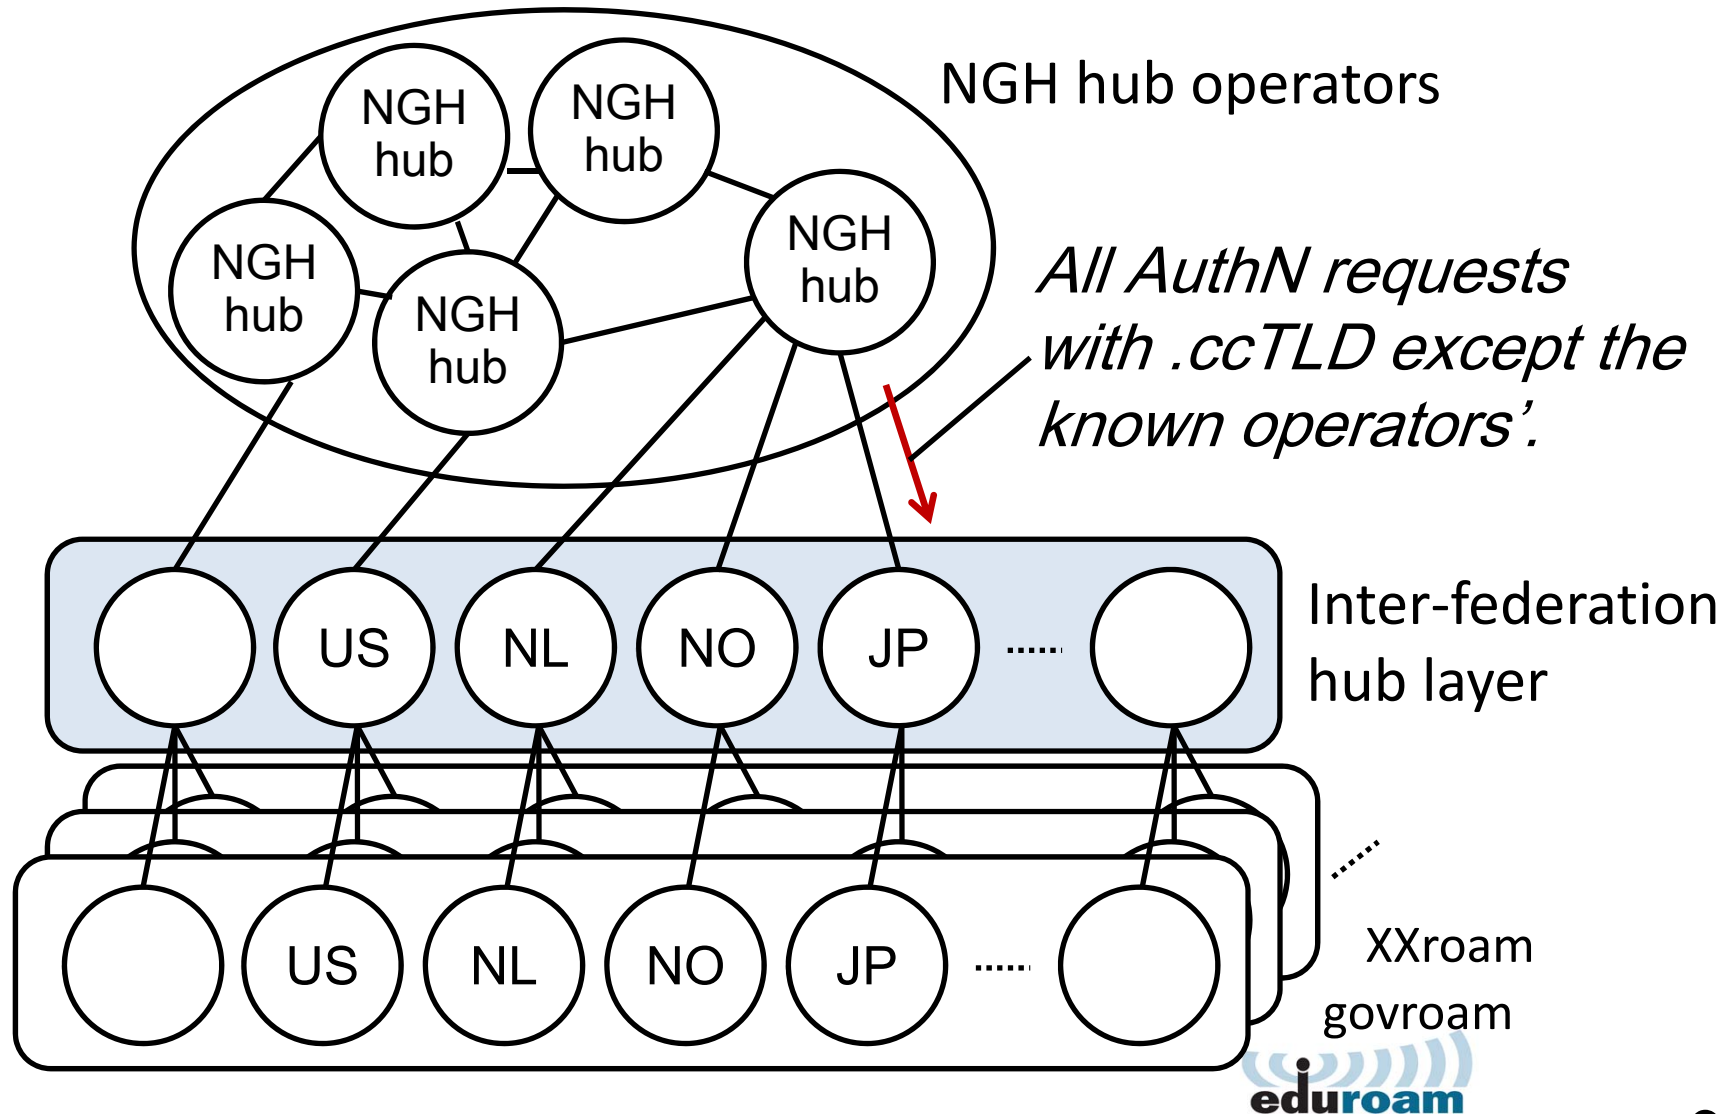 NGH hub operators
NGH
hub
NGH
hub
NGH
hub
NGH
hub
NGH
hub
All AuthN requests
with .ccTLD except the
known operators’.
US
NL
NO
JP
......
Inter-federation
hub layer
US
NL
NO
JP
......
XXroam
govroam
eduroam